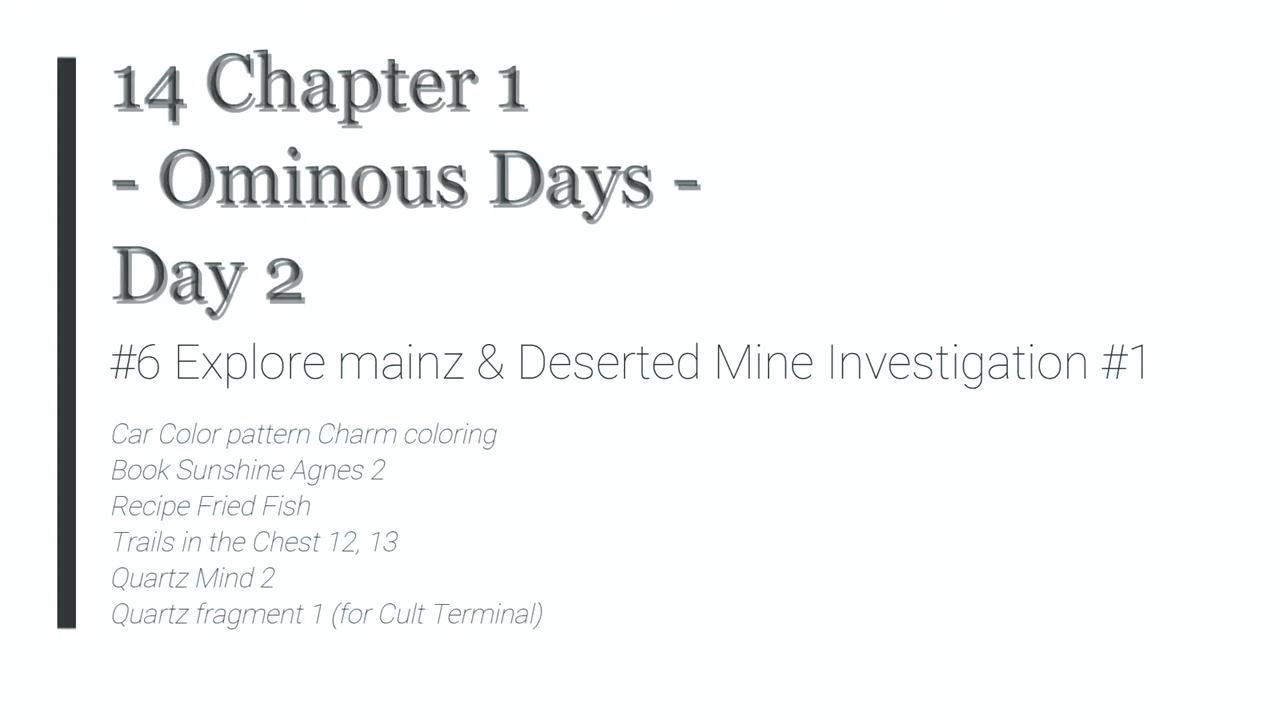 14 Chapter 1
- Ominous Days -
Day 2
#6 Explore mainz & Deserted Mine Investigation #1
Car Color pattern Charm coloring
Book Sunshine Agnes 2
Recipe Fried Fish
Trails in the Chest 12, 13
Quartz Mind 2
Quartz fragment 1 (for Cult Terminal)